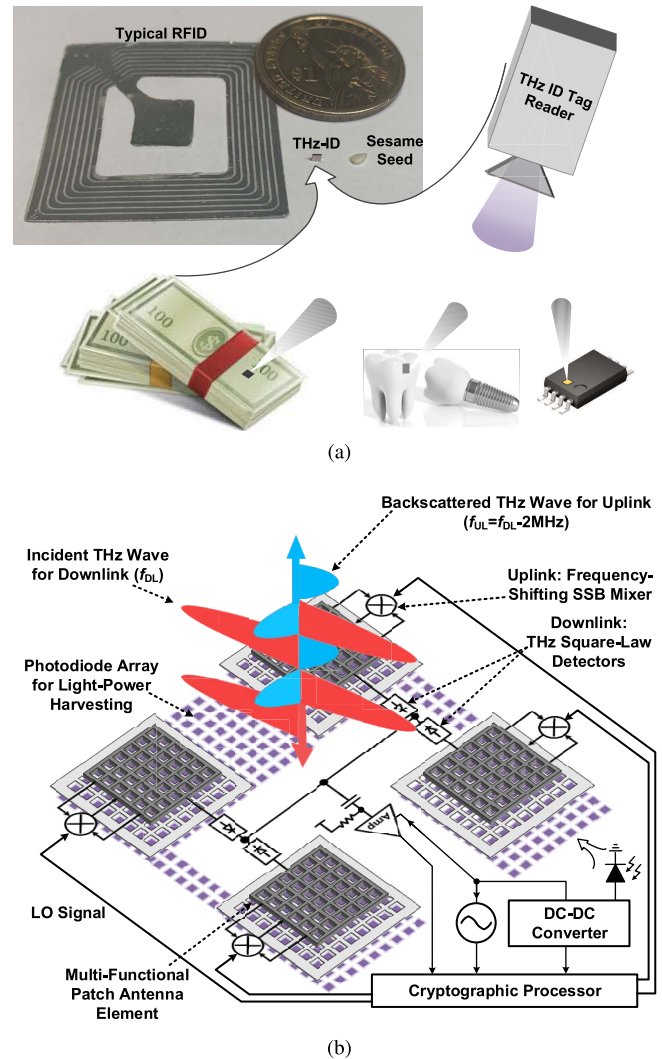 Typical RFID
$1
THz-ID
Sesame
Seed
THz ID Tag
Reader
100
100
100
(a)
Backscattered THz Wave for Uplink
(fUL=fDL-2MHz)
Incident THz Wave
for Downlink (fDL)
Uplink: Frequency-
Shifting SSB Mixer
Downlink:
THz Square-Law
Detectors
Photodiode Array
for Light-Power
Harvesting
Amp
LO Signal
DC-DC
Converter
Multi-Functional
Patch Antenna
Element
Cryptographic Processor
(b)